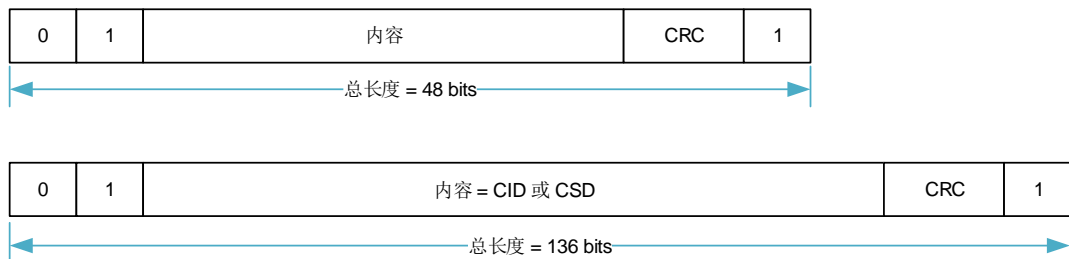 0 1 内容 CRC 1
总长度 = 48 bits
0 1 内容 = CID 或 CSD CRC 1
总长度 = 136 bits